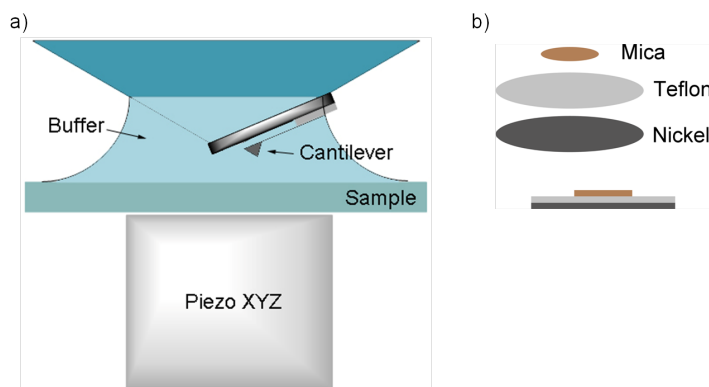 a)
b)
Mica
Teflon
Nickel
Buffer
Cantilever
Sample
Piezo XYZ